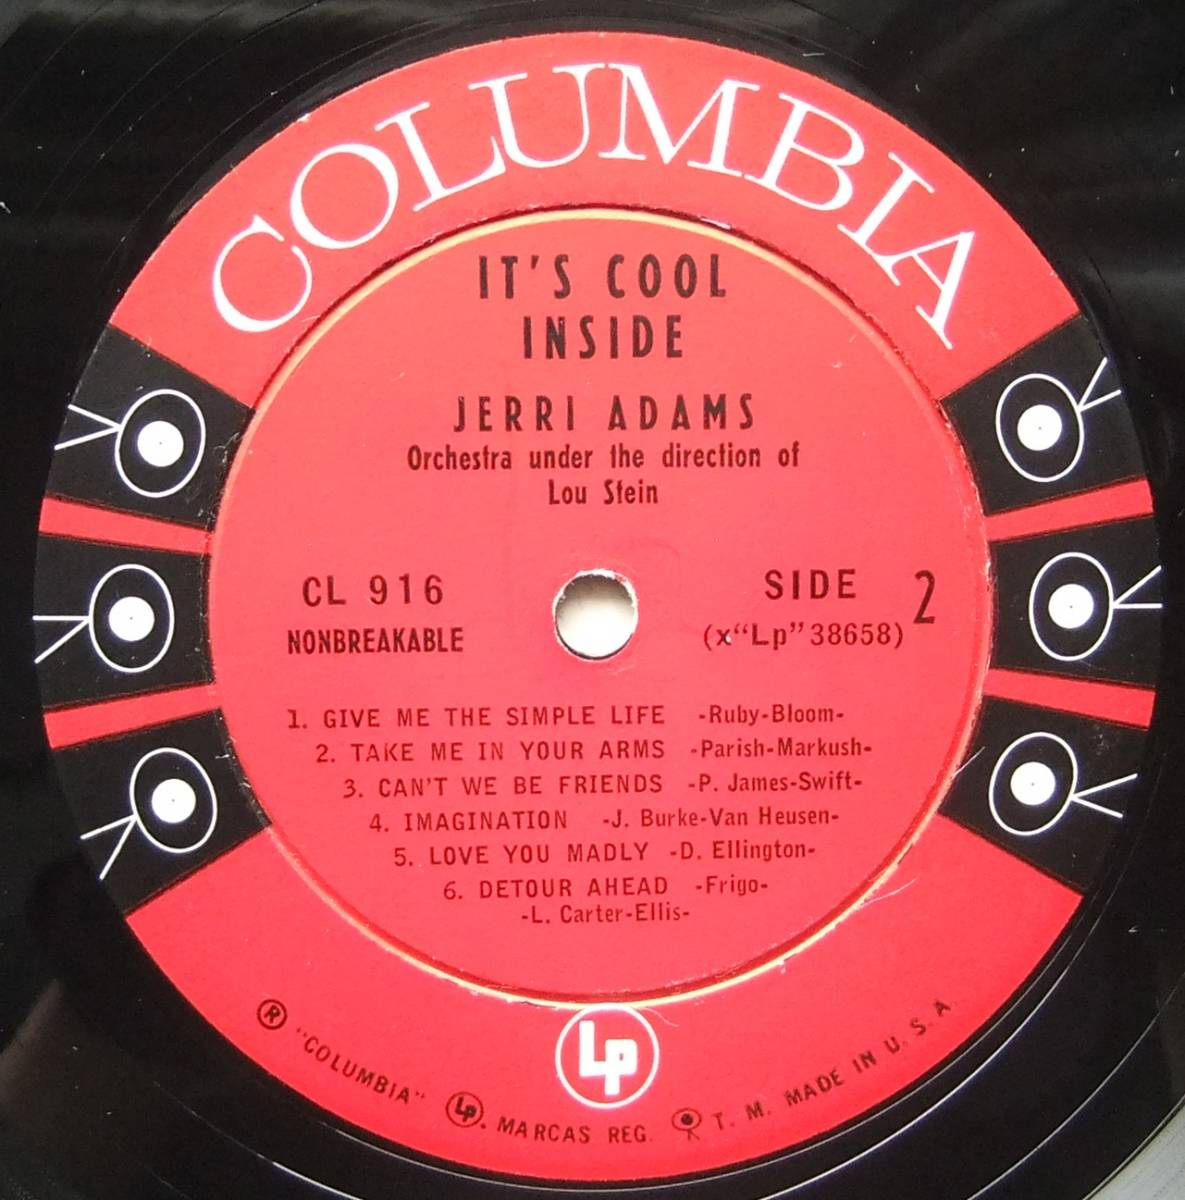 COLUMBIA
IT'S COOL
INSIDE
JERRI ADAMS
Orchestra under the direction of
Lou Stein
CL 916
NONBREAKABLE
SIDE 2
(x"Lp"38658)
1. GIVE ME THE SIMPLE LIFE -Ruby-Bloom-
2. TAKE ME IN YOUR ARMS -Parish-Markush-
3. CAN'T WE BE FRIENDS -P. James-Swift-
4. IMAGINATION -J. Burke-Van Heusen-
5. LOVE YOU MADLY -D. Ellington-
6. DETOUR AHEAD -Frigo-
-L. Carter-Ellis-
Lp
® "COLUMBIA" Lp. MARCAS REG. T. M. MADE IN U. S. A.